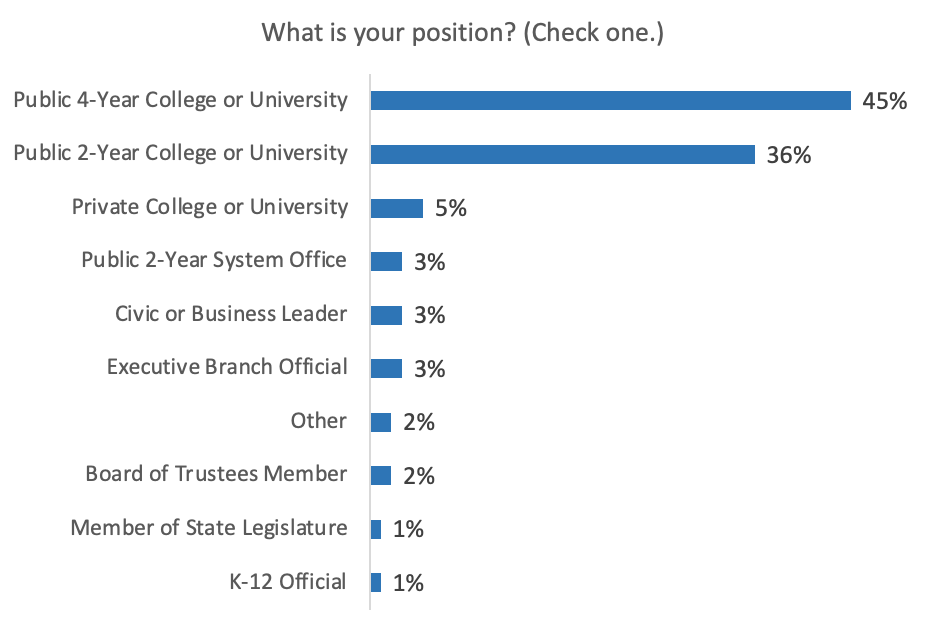 What is your position? (Check one.)
Public 4-Year College or University 45%
Public 2-Year College or University 36%
Private College or University 5%
Public 2-Year System Office 3%
Civic or Business Leader 3%
Executive Branch Official 3%
Other 2%
Board of Trustees Member 2%
Member of State Legislature 1%
K-12 Official 1%